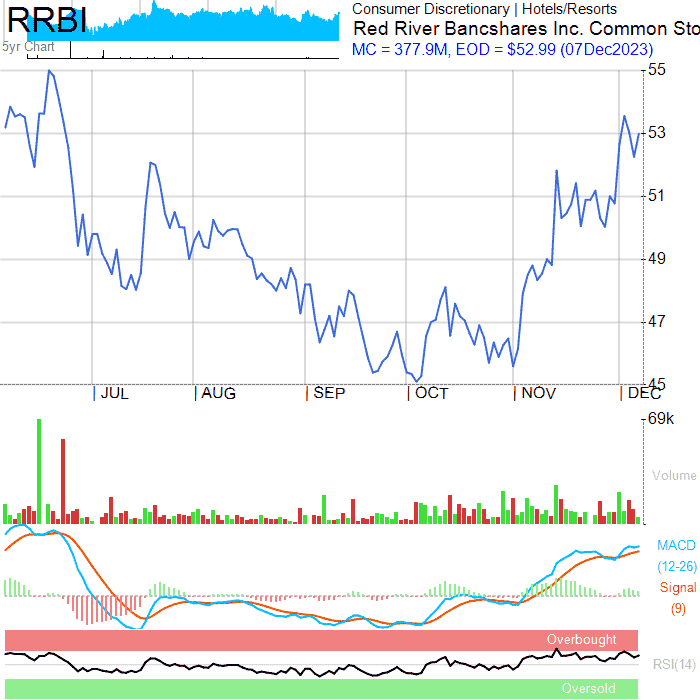 RRBI
5yr Chart
Consumer Discretionary | Hotels/Resorts
Red River Bancshares Inc. Common Sto
MC = 377.9M, EOD = $52.99 (07Dec2023)
55
53
51
49
47
45
JUL AUG SEP OCT NOV DEC
69k
Volume
MACD
(12-26)
Signal
(9)
Overbought
RSI(14)
Oversold